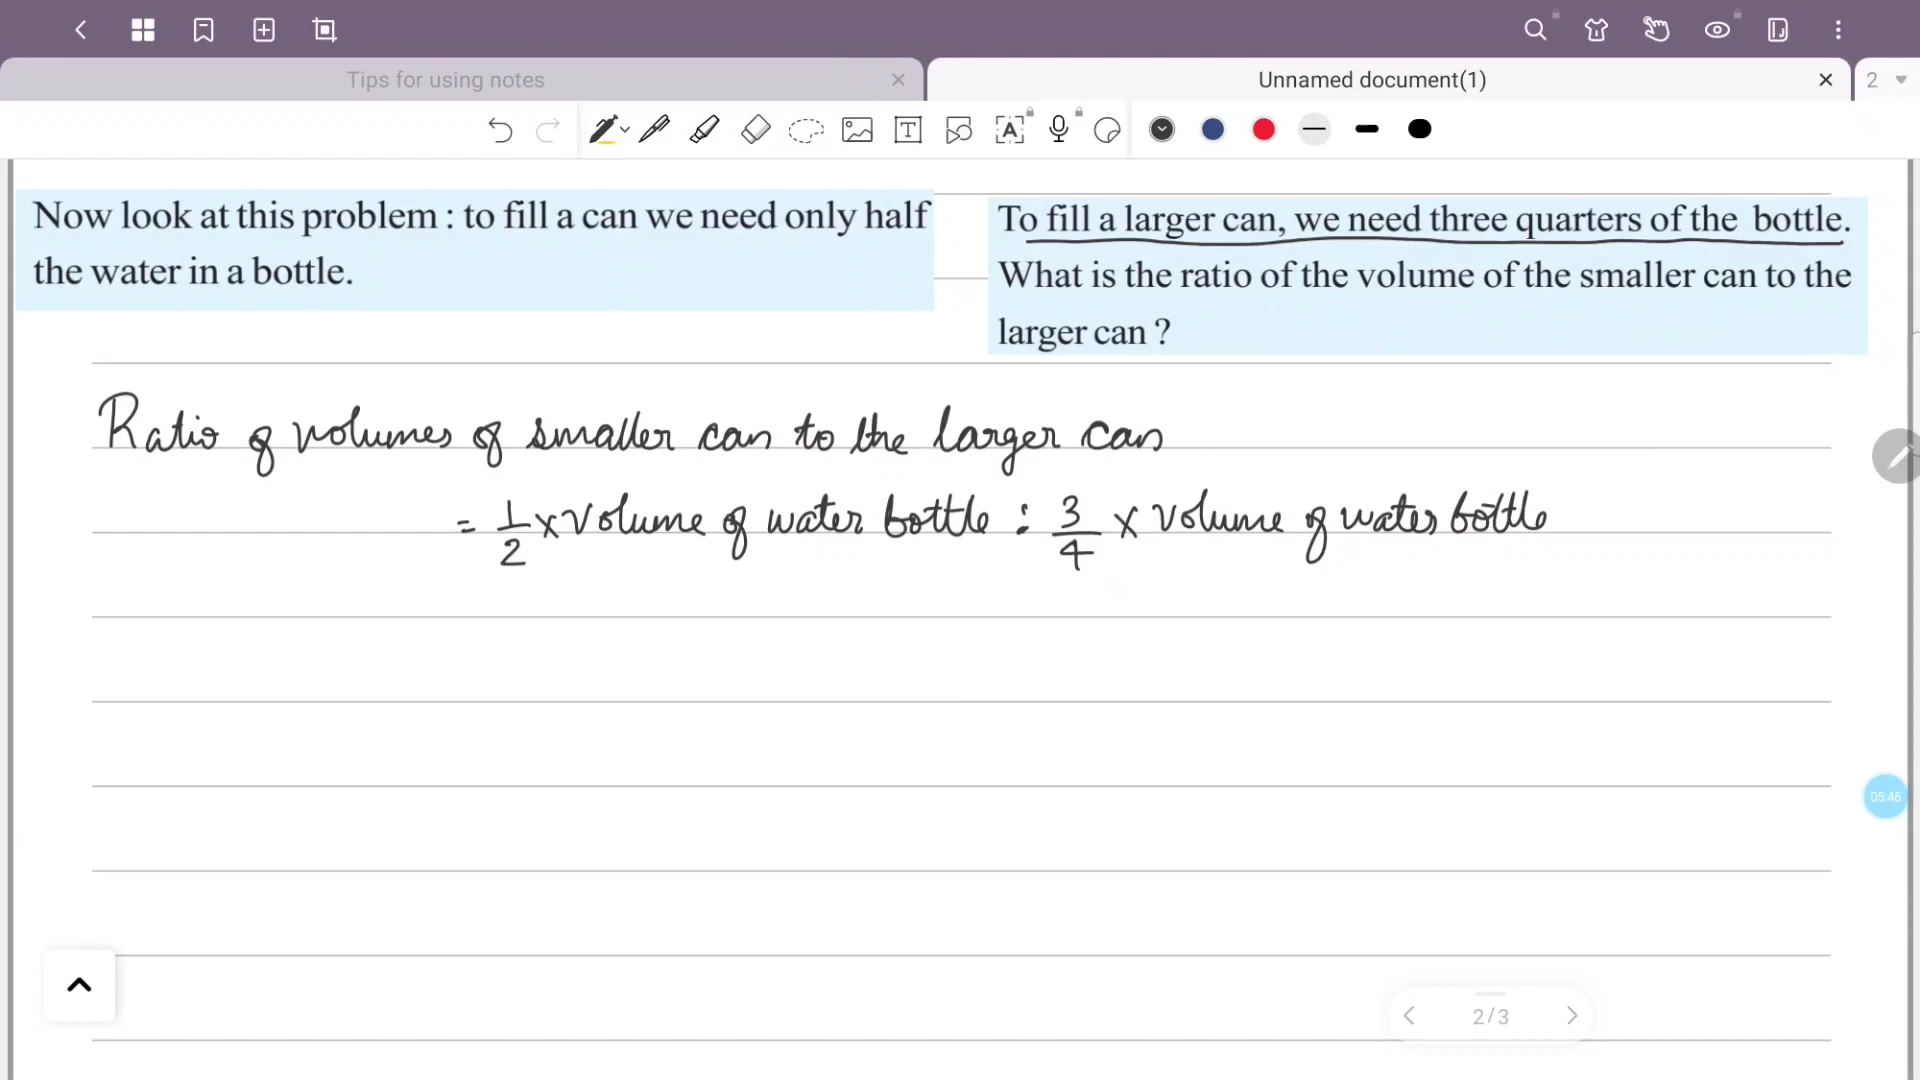 Tips for using notes
Unnamed document(1)
2
Now look at this problem : to fill a can we need only half
the water in a bottle.
To fill a larger can, we need three quarters of the bottle.
What is the ratio of the volume of the smaller can to the
larger can ?
Ratio of volumes of smaller can to the larger can
= 1/2 x volume of water bottle : 3/4 x volume of water bottle
05:46
2/3